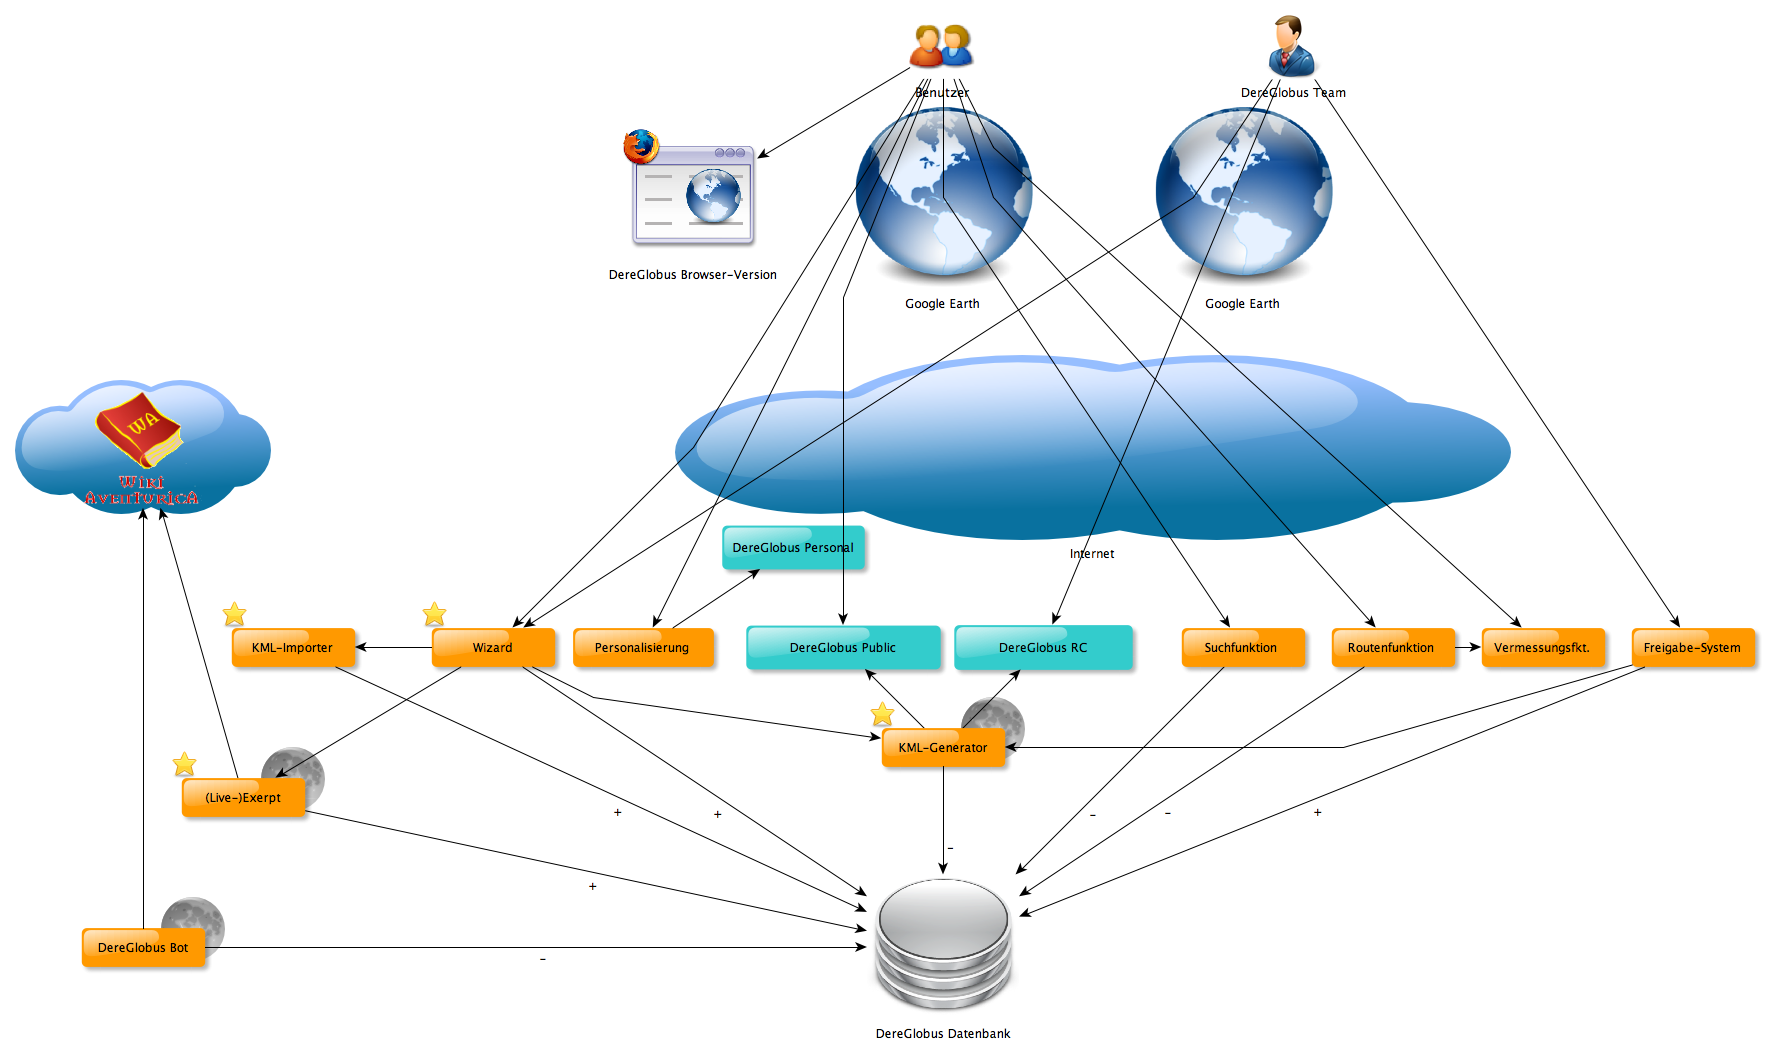 Benutzer
DereGlobus Team
DereGlobus Browser-Version
Google Earth
Google Earth
WA
Wiki
Aventurica
DereGlobus Personal
Internet
KML-Importer
Wizard
Personalisierung
DereGlobus Public
DereGlobus RC
Suchfunktion
Routenfunktion
Vermessungsfkt.
Freigabe-System
KML-Generator
(Live-)Exerpt
+
+
-
-
+
-
+
DereGlobus Bot
-
DereGlobus Datenbank